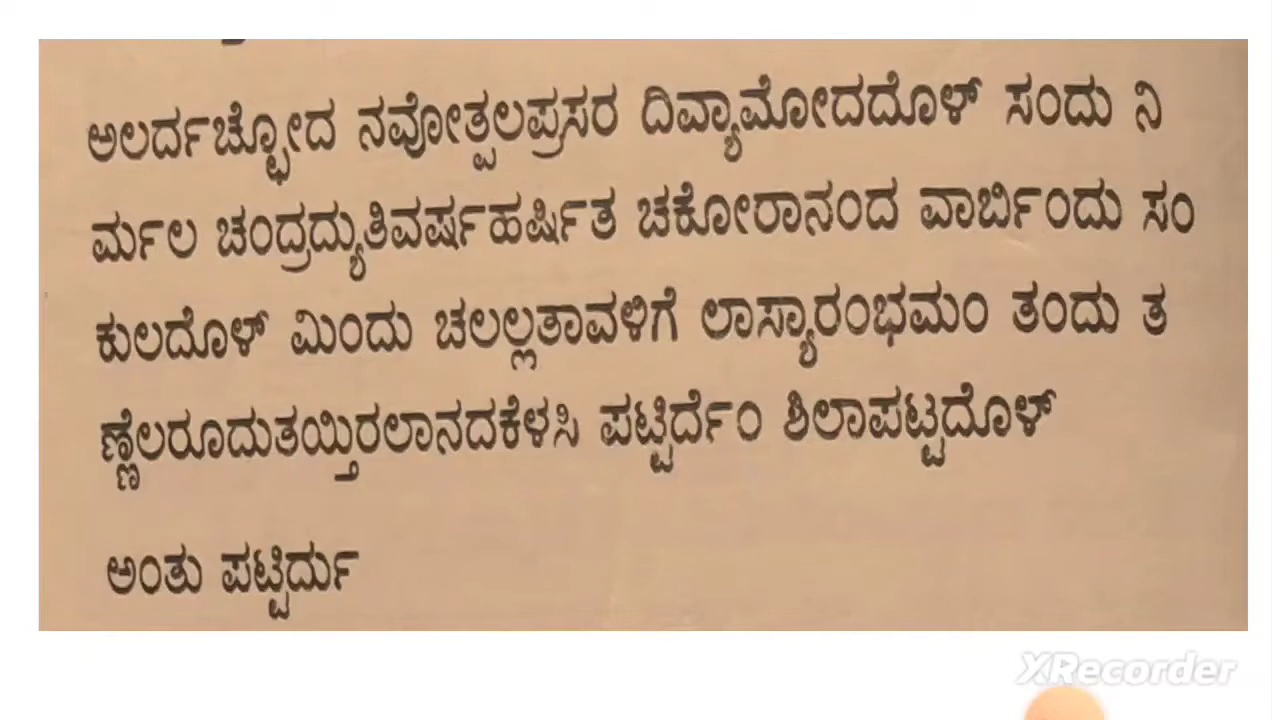 ಅಲರ್ದಚ್ಛೋದ ನವೋತ್ಪಲಪ್ರಸರ ದಿವ್ಯಾಮೋದದೊಳ್ ಸಂದು ನಿ
ರ್ಮಲ ಚಂದ್ರದ್ಯುತಿವರ್ಷಹರ್ಷಿತ ಚಕೋರಾನಂದ ವಾರ್ಬಿಂದು ಸಂ
ಕುಲದೊಳ್ ಮಿಂದು ಚಲಲ್ಲತಾವಳಿಗೆ ಲಾಸ್ಯಾರಂಭಮಂ ತಂದು ತ
ಣ್ಣೆಲರೂದುತಯ್ತಿರಲಾನದಕೆಳಸಿ ಪಟ್ಟಿರ್ದೆಂ ಶಿಲಾಪಟ್ಟದೊಳ್
ಅಂತು ಪಟ್ಟಿರ್ದು
XRecorder